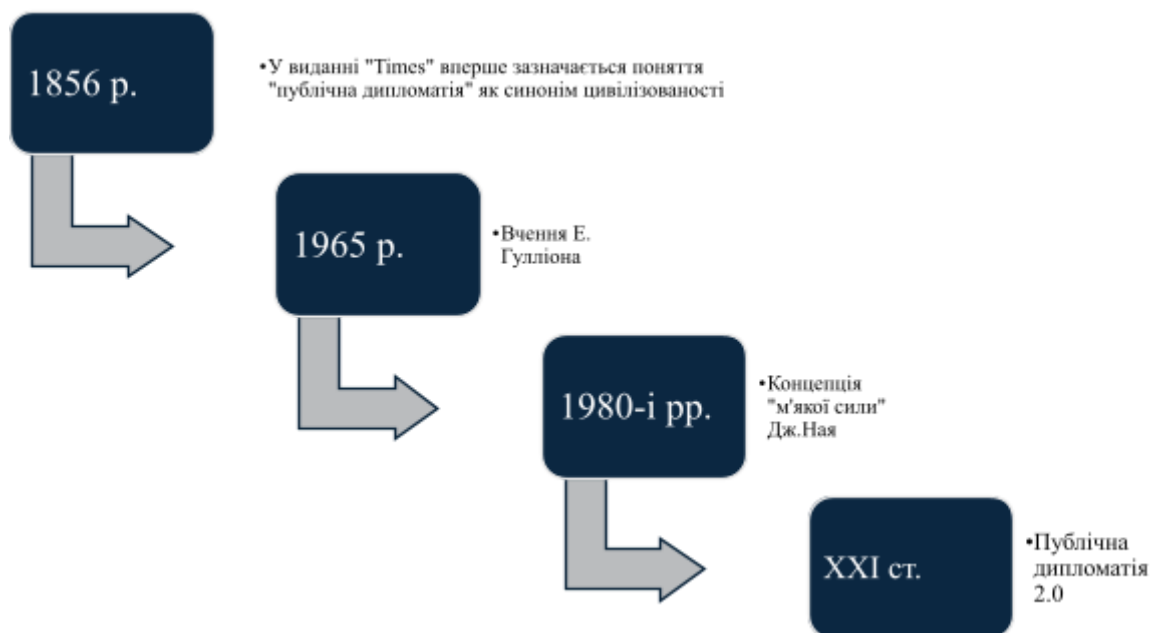 1856 р.
•У виданні "Times" вперше зазначається поняття
"публічна дипломатія" як синонім цивілізованості
1965 р.
•Вчення Е.
Гулліона
1980-і рр.
•Концепція
"м'якої сили"
Дж.Ная
XXI ст.
•Публічна
дипломатія
2.0